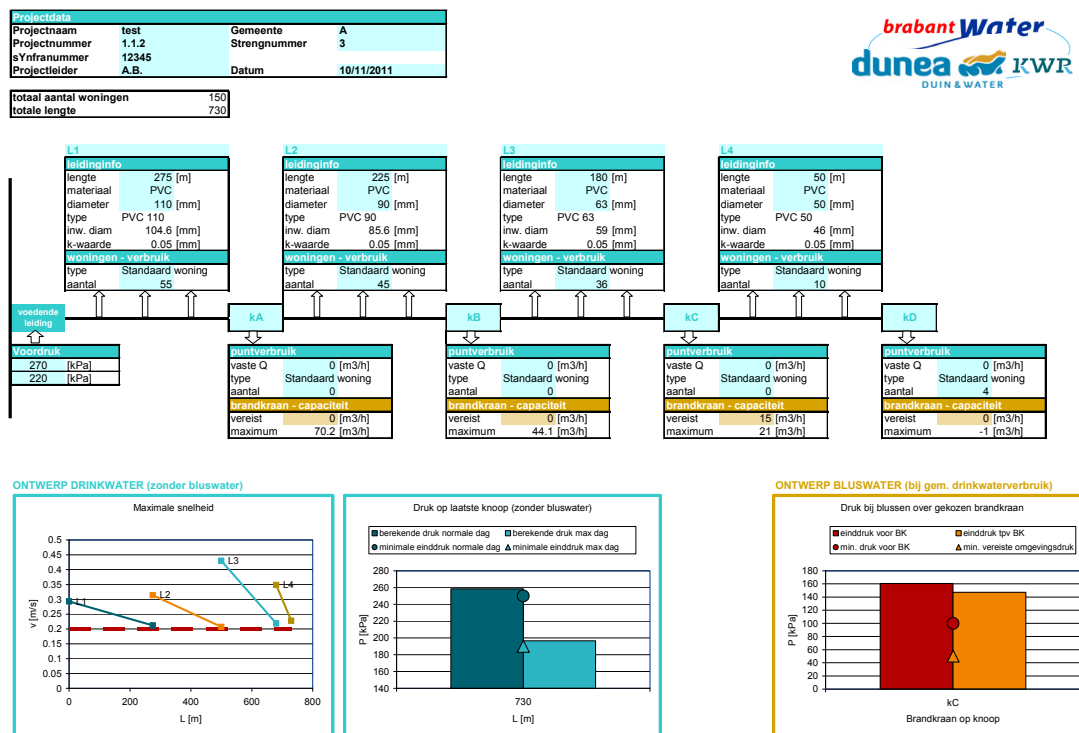 Projectdata
Projectnaam test Gemeente A
Projectnummer 1.1.2 Strengnummer 3
sYnfranummer 12345
Projectleider A.B. Datum 10/11/2011
brabant Water
dunea KWR
DUIN & WATER
totaal aantal woningen 150
totale lengte 730
L1 L2 L3 L4
leidinginfo leidinginfo leidinginfo leidinginfo
lengte 275 [m] lengte 225 [m] lengte 180 [m] lengte 50 [m]
materiaal PVC materiaal PVC materiaal PVC materiaal PVC
diameter 110 [mm] diameter 90 [mm] diameter 63 [mm] diameter 50 [mm]
type PVC 110 type PVC 90 type PVC 63 type PVC 50
inw. diam 104.6 [mm] inw. diam 85.6 [mm] inw. diam 59 [mm] inw. diam 46 [mm]
k-waarde 0.05 [mm] k-waarde 0.05 [mm] k-waarde 0.05 [mm] k-waarde 0.05 [mm]
woningen - verbruik woningen - verbruik woningen - verbruik woningen - verbruik
type Standaard woning type Standaard woning type Standaard woning type Standaard woning
aantal 55 aantal 45 aantal 36 aantal 10
voedende leiding kA kB kC kD
Voordruk puntverbruik puntverbruik puntverbruik puntverbruik
270 [kPa] vaste Q 0 [m3/h] vaste Q 0 [m3/h] vaste Q 0 [m3/h] vaste Q 0 [m3/h]
220 [kPa] type Standaard woning type Standaard woning type Standaard woning type Standaard woning
aantal 0 aantal 0 aantal 0 aantal 4
brandkraan - capaciteit brandkraan - capaciteit brandkraan - capaciteit brandkraan - capaciteit
vereist 0 [m3/h] vereist 0 [m3/h] vereist 15 [m3/h] vereist 0 [m3/h]
maximum 70.2 [m3/h] maximum 44.1 [m3/h] maximum 21 [m3/h] maximum -1 [m3/h]
ONTWERP DRINKWATER (zonder bluswater)
Maximale snelheid
0.5
0.45
0.4
0.35
0.3
0.25
0.2
0.15
0.1
0.05
0
v [m/s]
L1
L2
L3
L4
0 200 400 600 800
L [m]
Druk op laatste knoop (zonder bluswater)
berekende druk normale dag berekende druk max dag
minimale einddruk normale dag minimale einddruk max dag
280
260
240
220
200
180
160
140
P [kPa]
730
L [m]
ONTWERP BLUSWATER (bij gem. drinkwaterverbruik)
Druk bij blussen over gekozen brandkraan
einddruk voor BK einddruk tpv BK
min. druk voor BK min. vereiste omgevingsdruk
180
160
140
120
100
80
60
40
20
0
P [kPa]
kC
Brandkraan op knoop